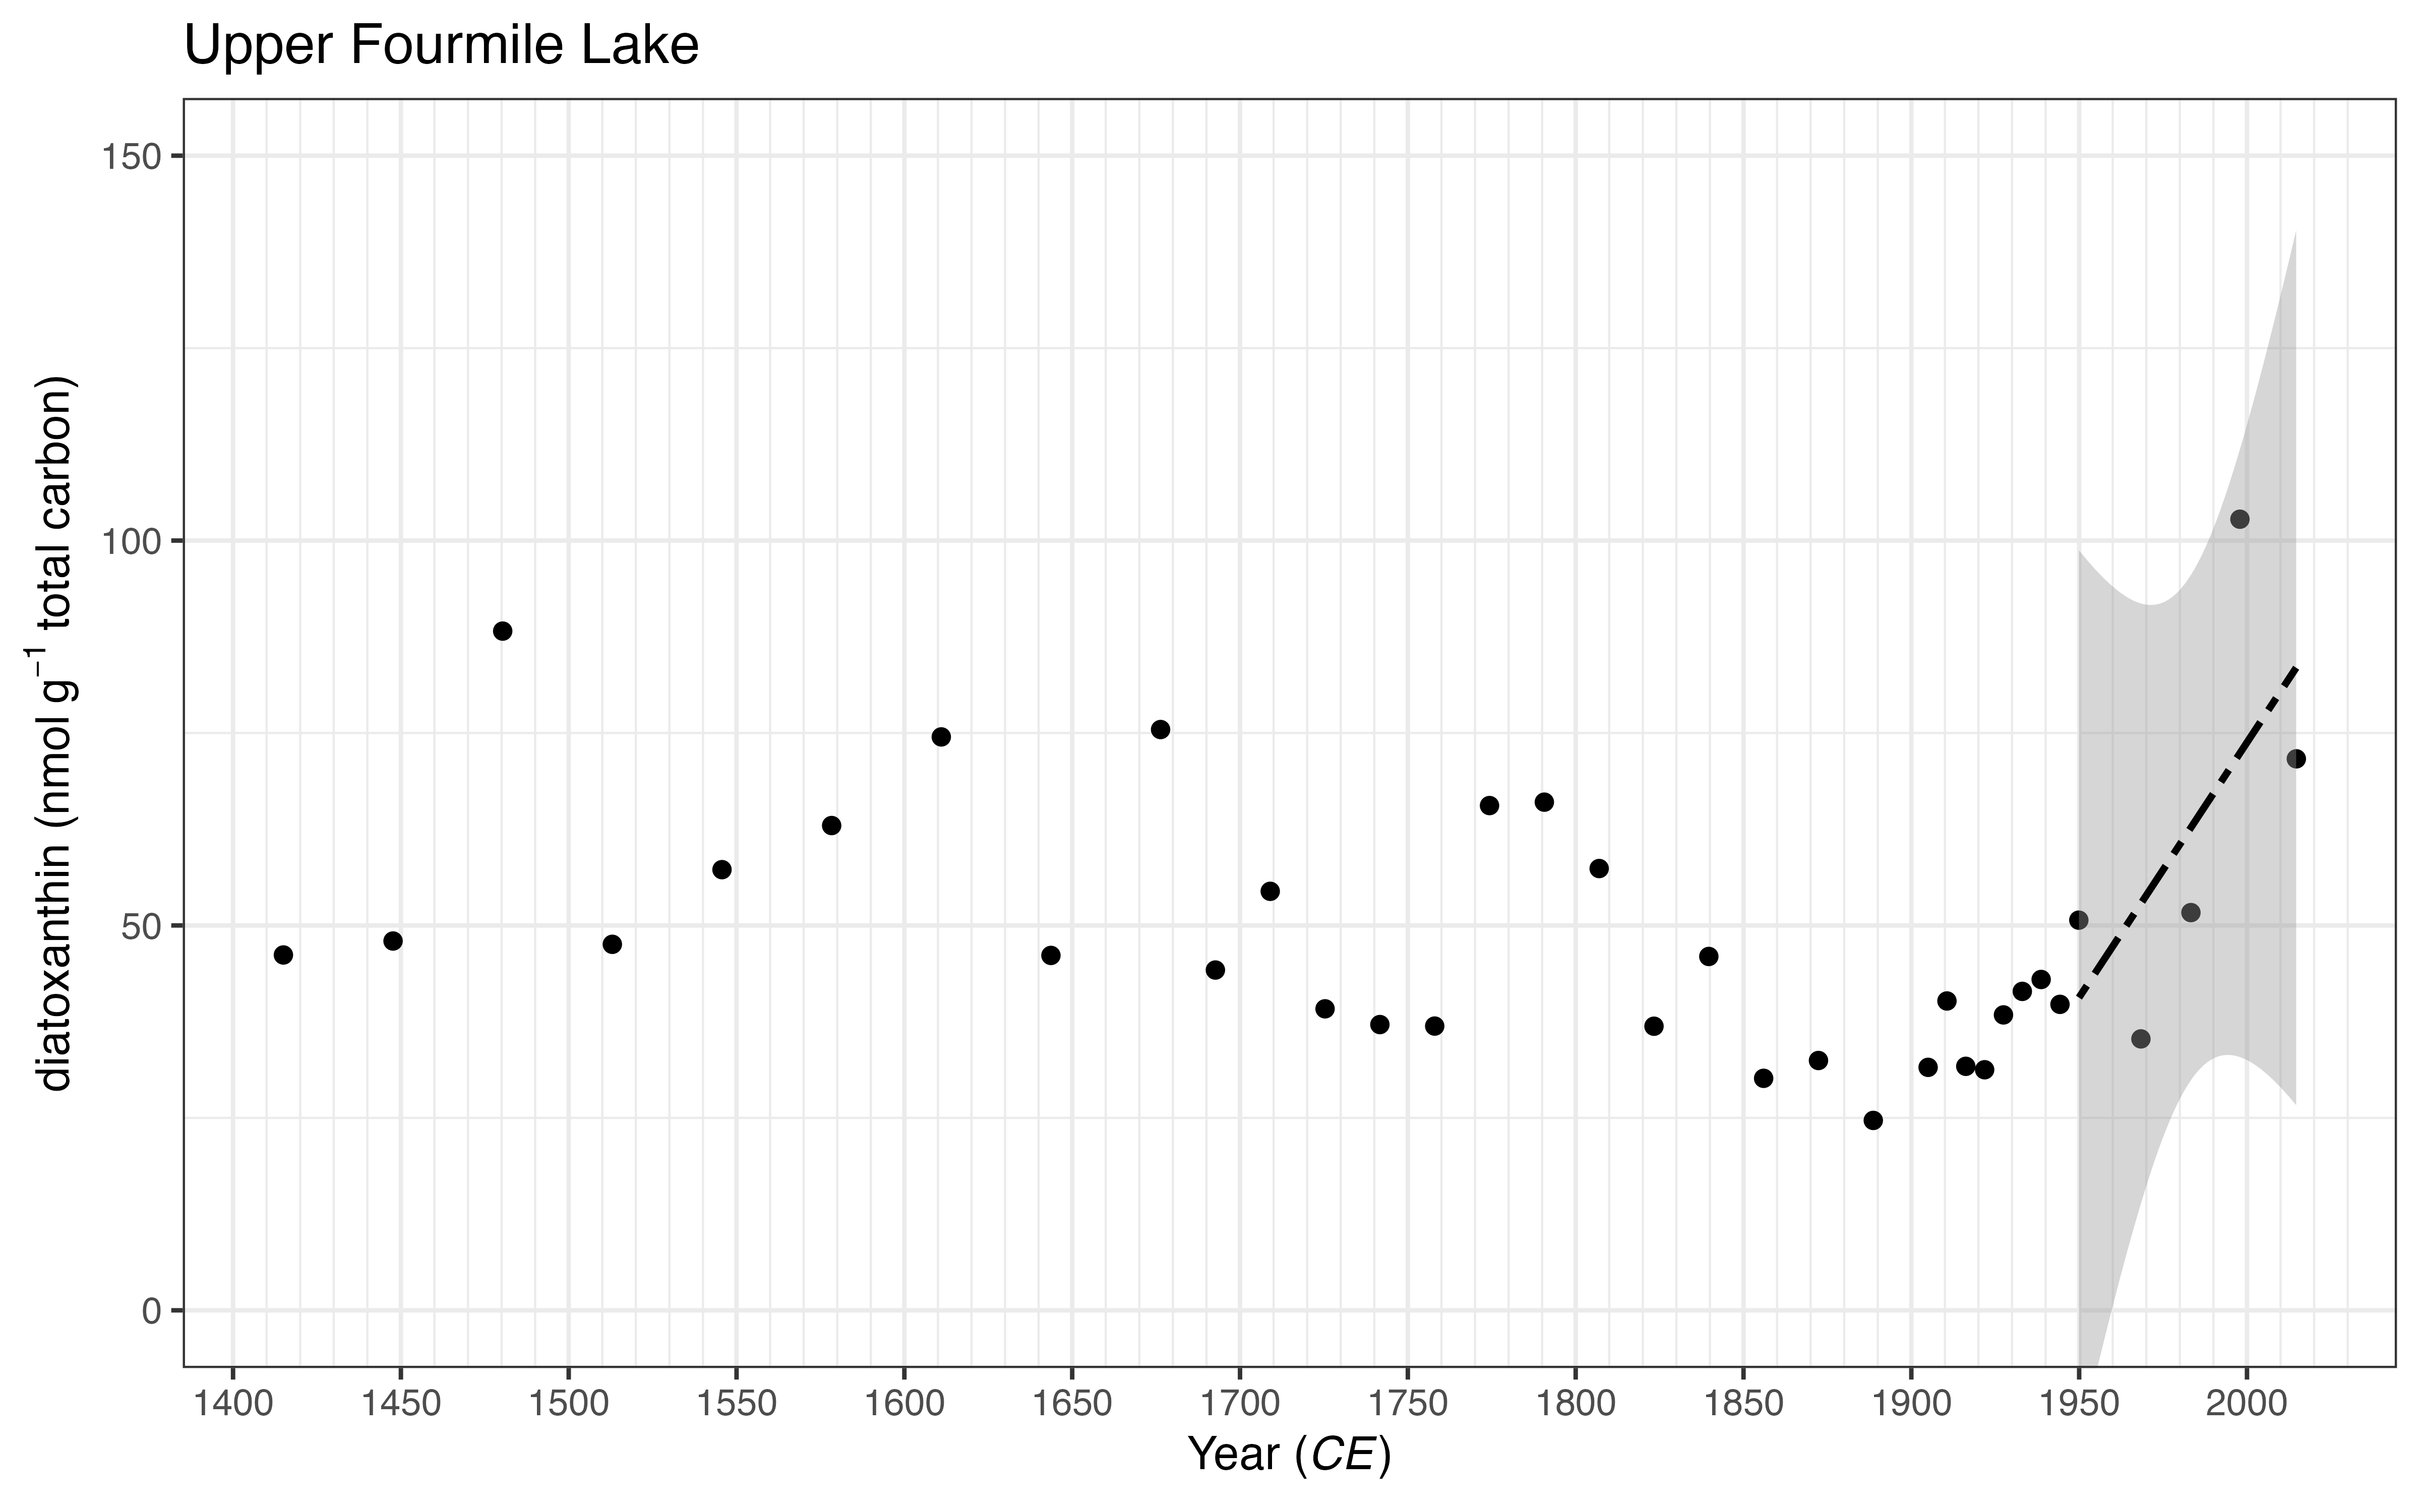 Upper Fourmile Lake
diatoxanthin (nmol g⁻¹ total carbon)
150
100
50
0
1400 1450 1500 1550 1600 1650 1700 1750 1800 1850 1900 1950 2000
Year (CE)